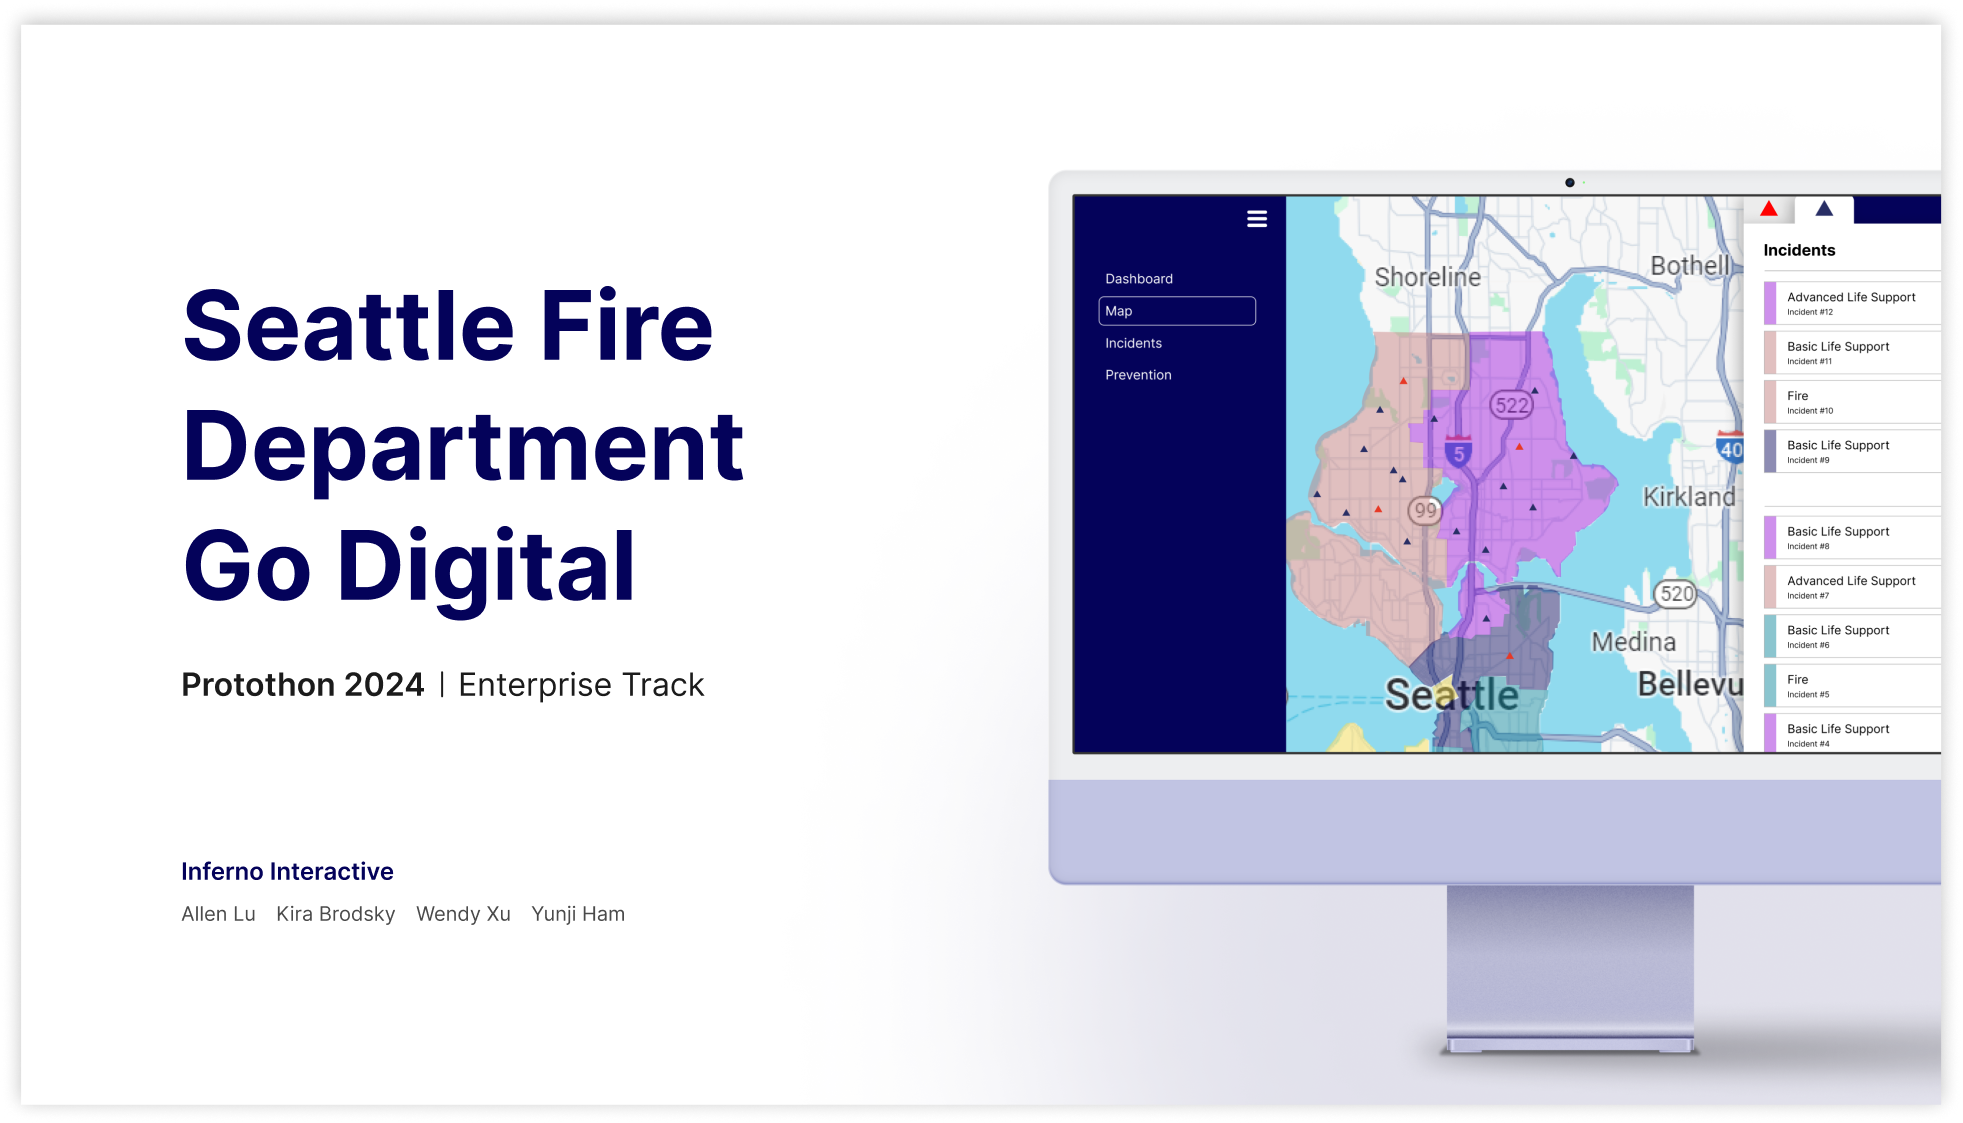 Seattle Fire
Department
Go Digital
Protothon 2024 | Enterprise Track
Inferno Interactive
Allen Lu Kira Brodsky Wendy Xu Yunji Ham
Dashboard
Map
Incidents
Prevention
Shoreline
Bothell
522
5
40
99
Kirkland
520
Medina
Bellevu
Seattle
Incidents
Advanced Life Support
Incident #12
Basic Life Support
Incident #11
Fire
Incident #10
Basic Life Support
Incident #9
Basic Life Support
Incident #8
Advanced Life Support
Incident #7
Basic Life Support
Incident #6
Fire
Incident #5
Basic Life Support
Incident #4